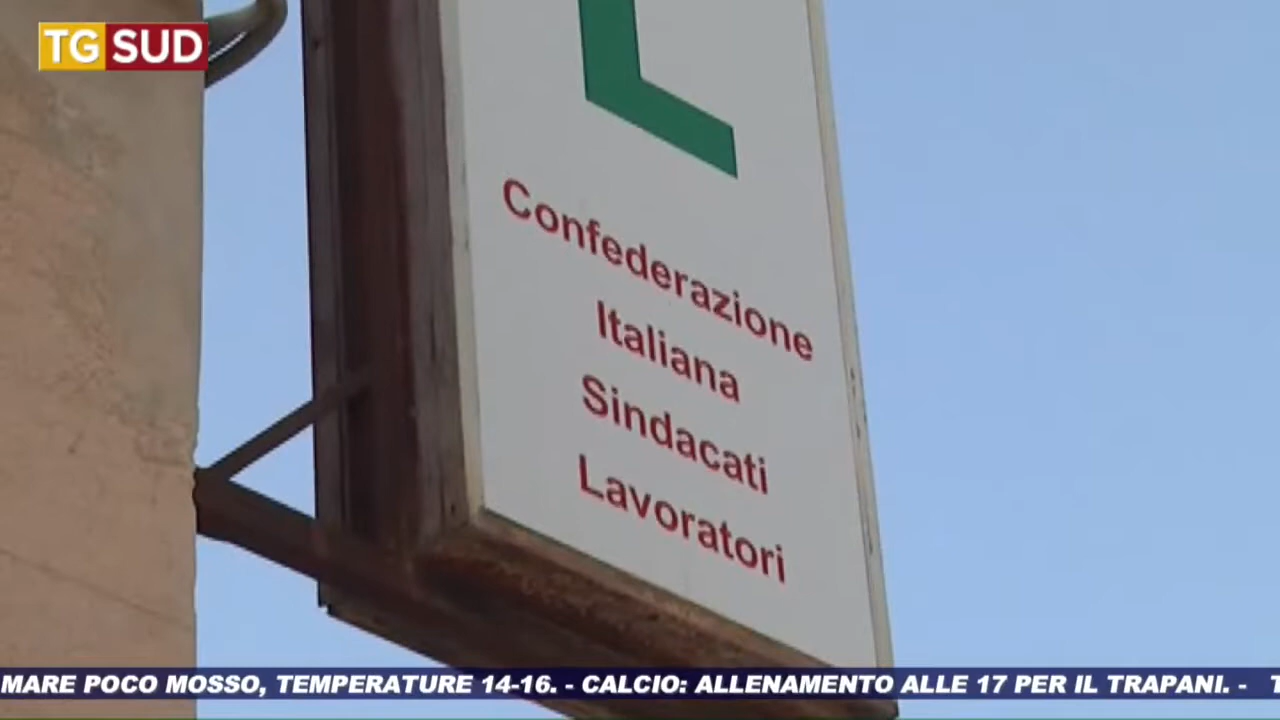 TG SUD
L
Confederazione
Italiana
Sindacati
Lavoratori
MARE POCO MOSSO, TEMPERATURE 14-16. - CALCIO: ALLENAMENTO ALLE 17 PER IL TRAPANI. -